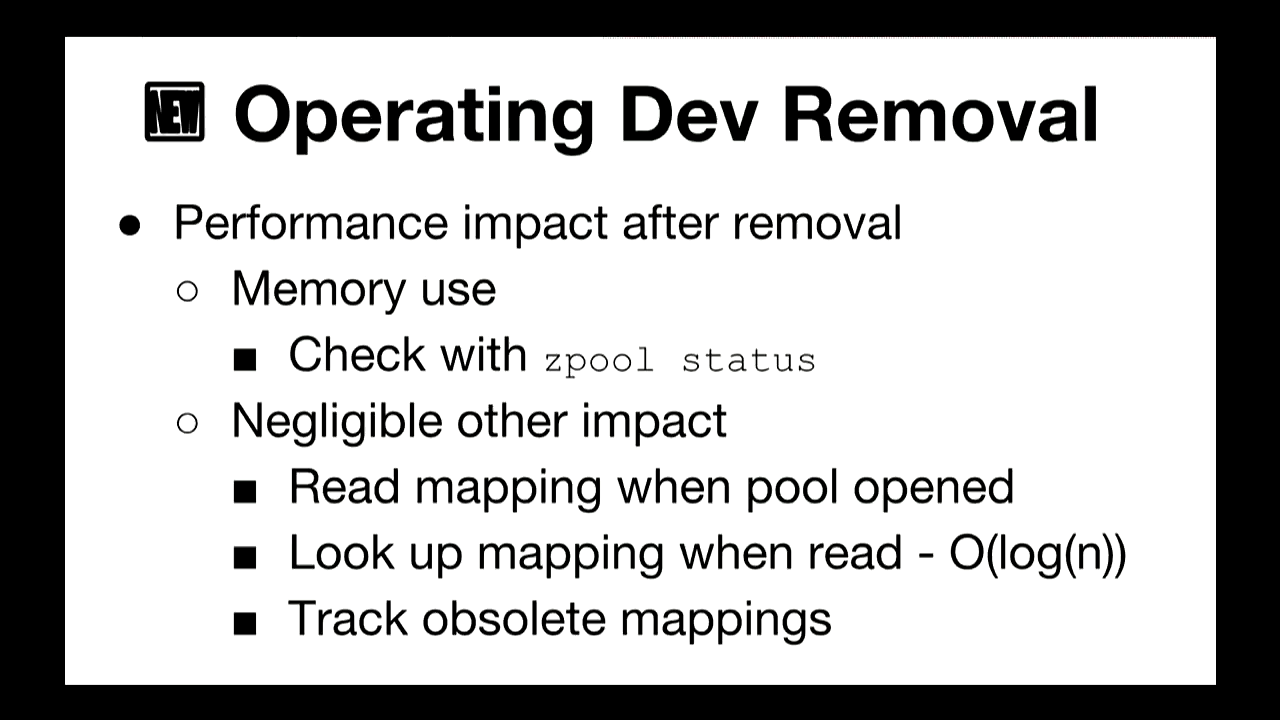 NEW Operating Dev Removal
● Performance impact after removal
○ Memory use
■ Check with zpool status
○ Negligible other impact
■ Read mapping when pool opened
■ Look up mapping when read - O(log(n))
■ Track obsolete mappings